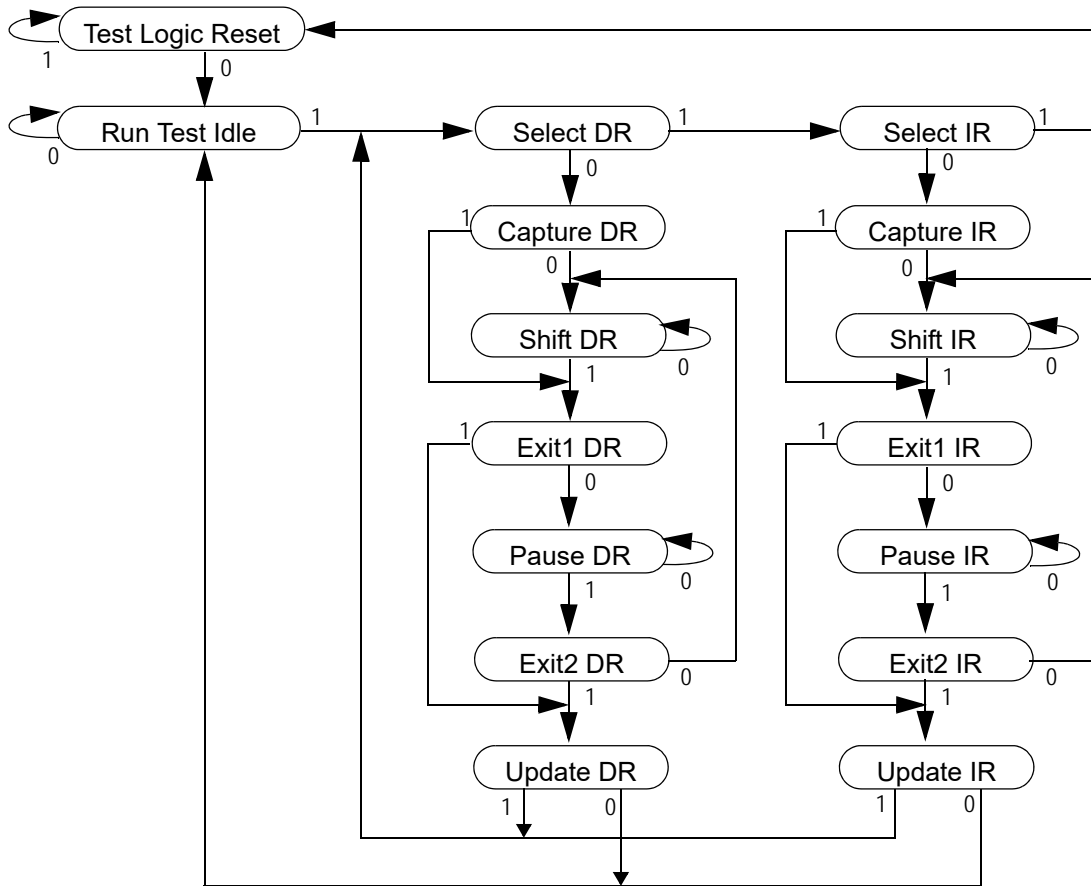 Test Logic Reset
1
0
Run Test Idle
1
Select DR
1
Select IR
1
0
0
0
1
Capture DR
1
Capture IR
0
0
Shift DR
Shift IR
1
0
1
0
1
Exit1 DR
1
Exit1 IR
0
0
Pause DR
Pause IR
1
0
1
0
Exit2 DR
Exit2 IR
1
0
1
0
Update DR
Update IR
1
0
1
0